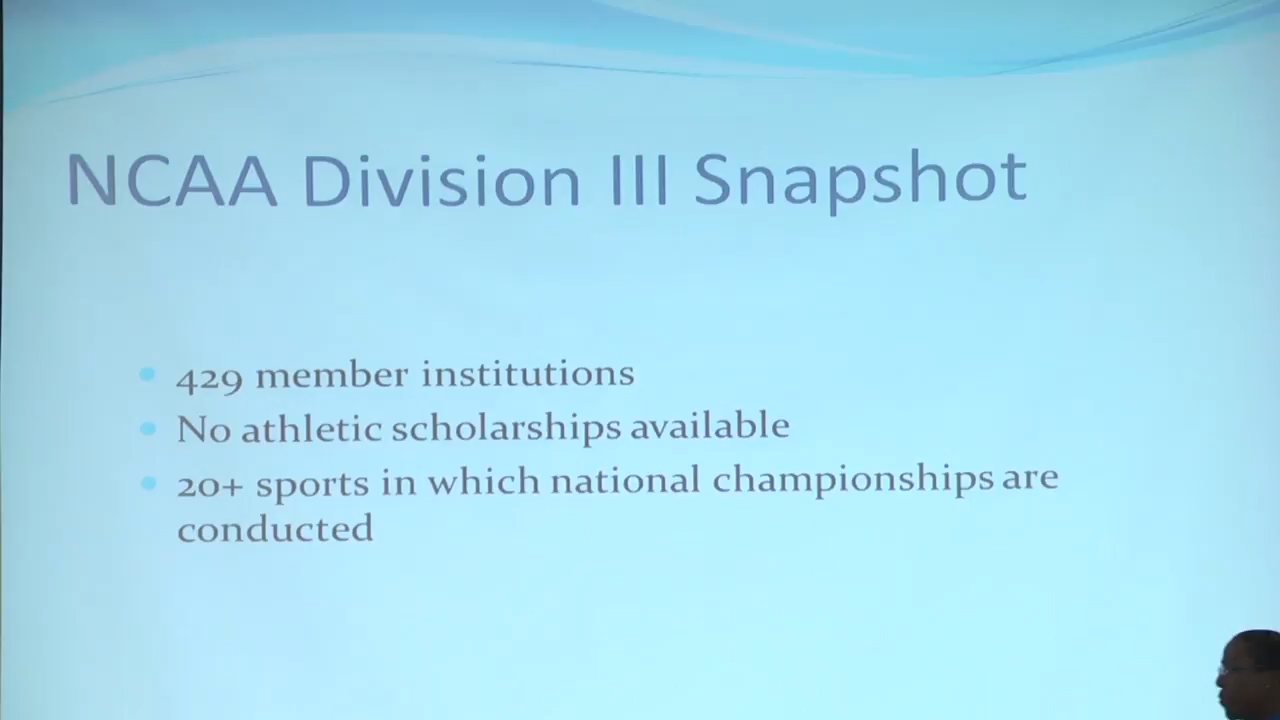 NCAA Division III Snapshot
429 member institutions
No athletic scholarships available
20+ sports in which national championships are
conducted